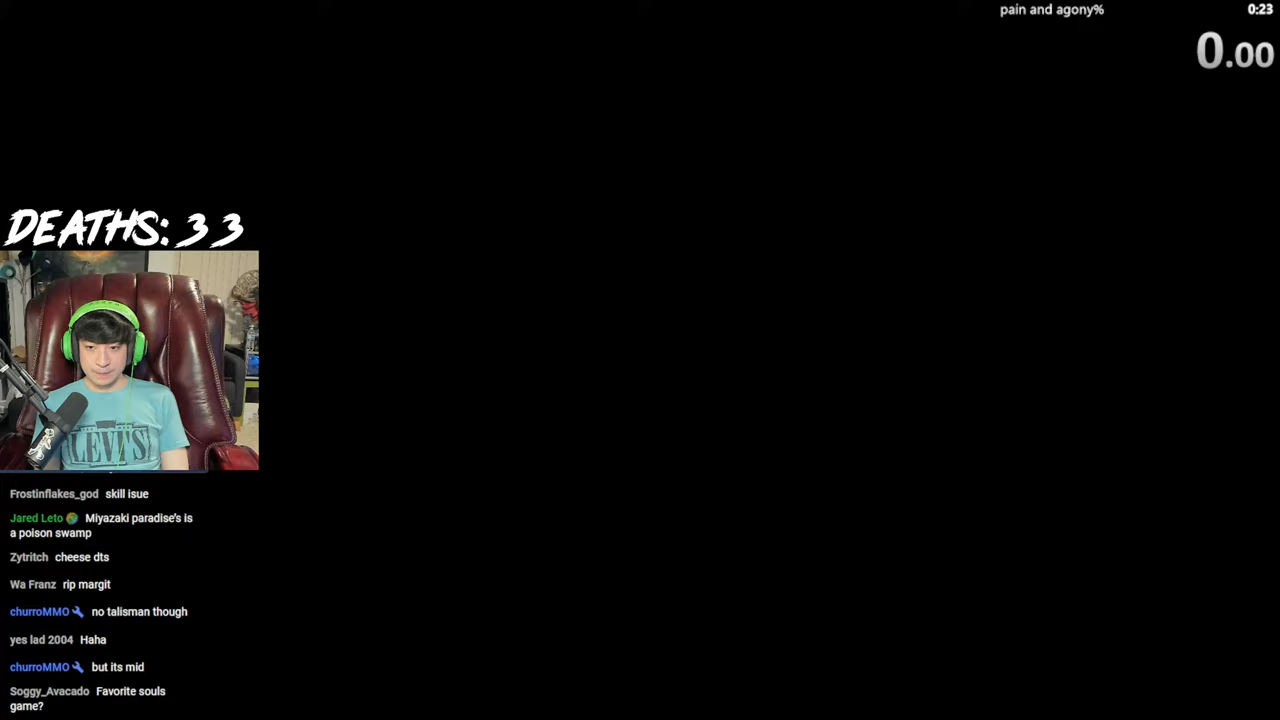 pain and agony%
0:23
0.00
DEATHS: 33
LEVI'S
Frostinflakes_god skill isue
Jared Leto Miyazaki paradise's is
a poison swamp
Zytritch cheese dts
Wa Franz rip margit
churroMMO no talisman though
yes lad 2004 Haha
churroMMO but its mid
Soggy_Avacado Favorite souls
game?